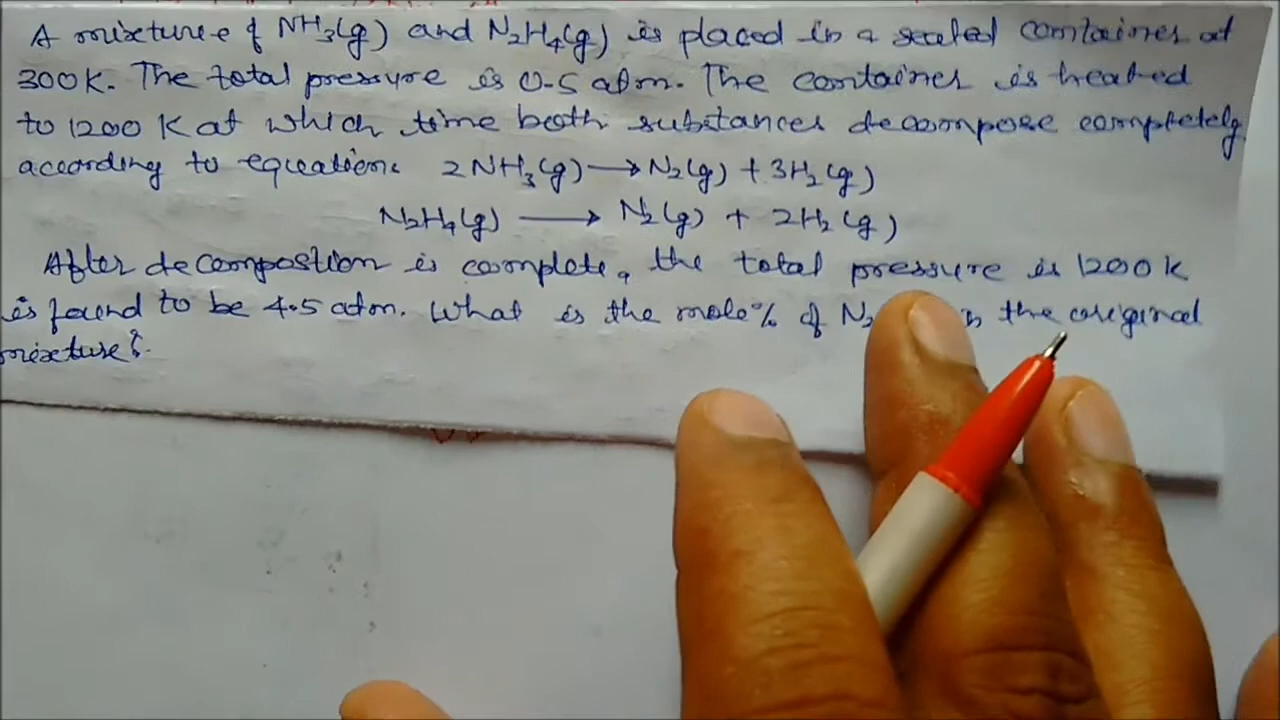 A mixture of NH3(g) and N2H4(g) is placed in a sealed container at
300K. The total pressure is 0.5 atm. The container is heated
to 1200 K at which time both substances decompose completely
according to equation: 2NH3(g) → N2(g) + 3H2(g)
N2H4(g) → N2(g) + 2H2(g)
After decompostion is complete, the total pressure is 1200 K
is found to be 4.5 atm. What is the mole% of N2 in the original
mixture?